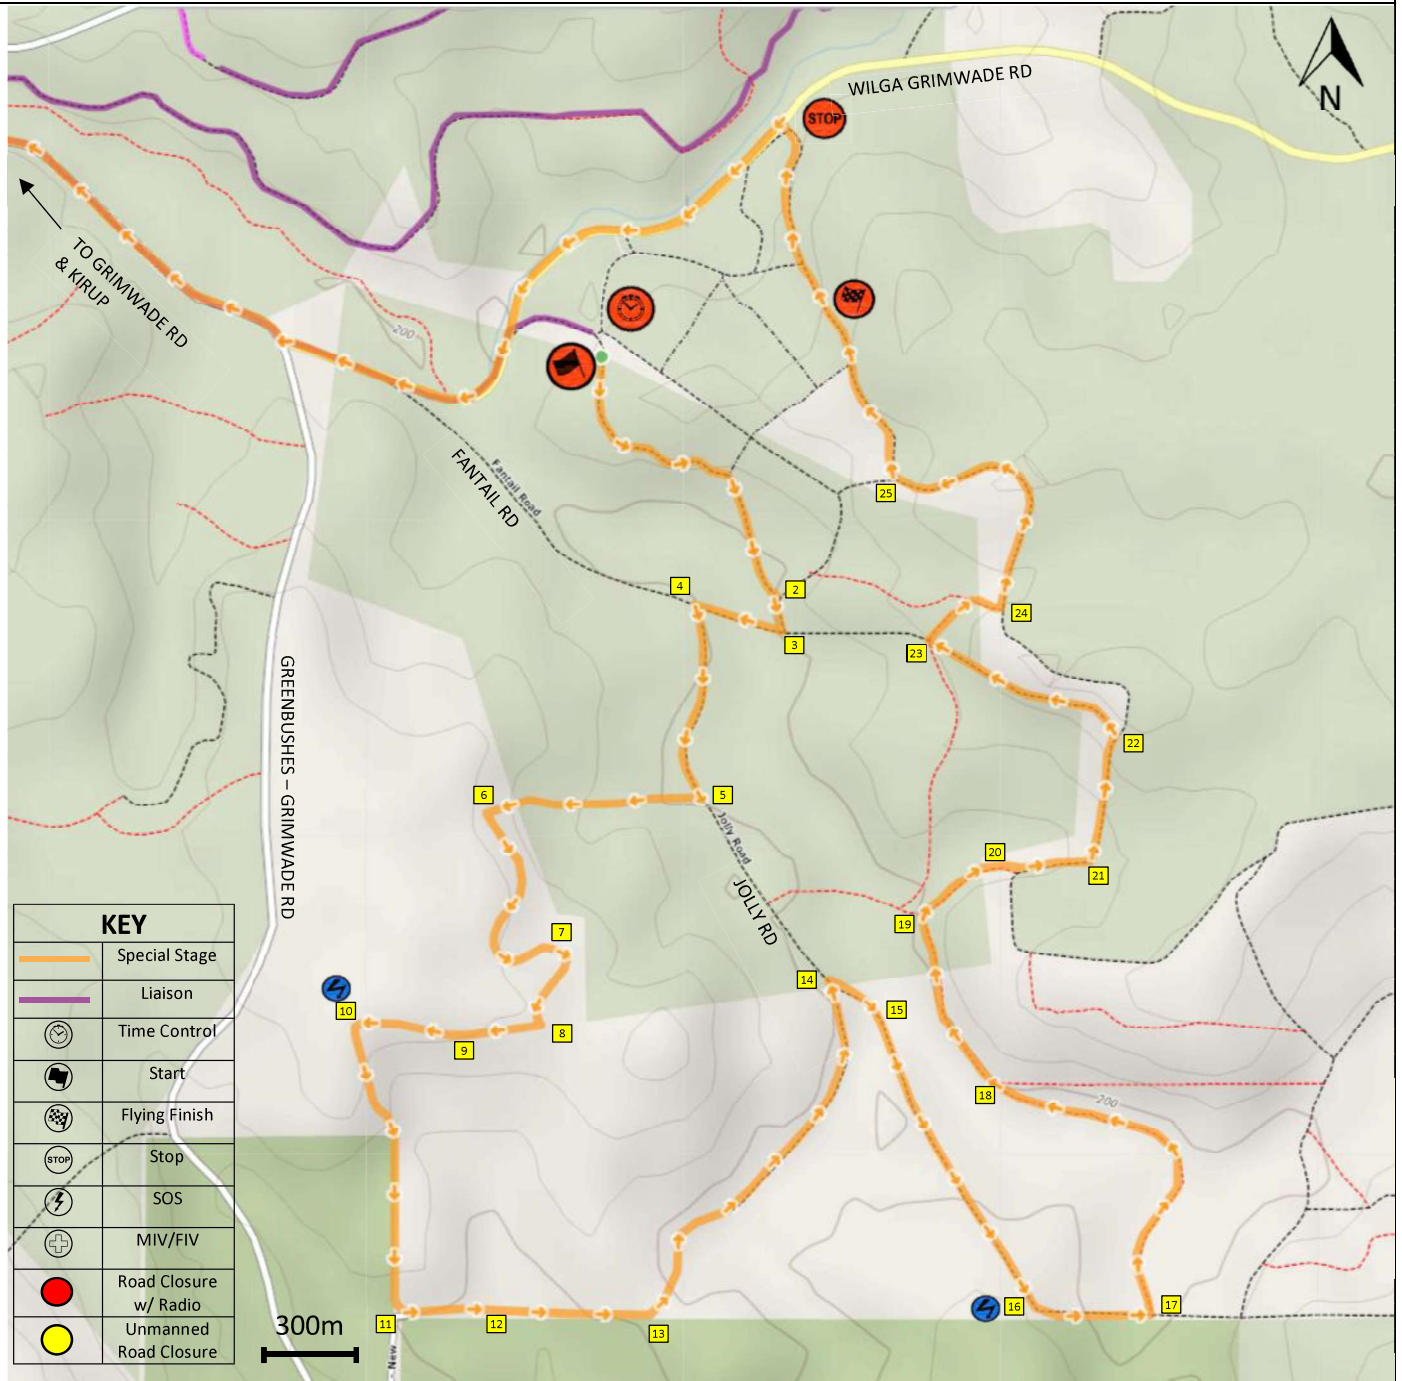 WILGA GRIMWADE RD
N
STOP
TO GRIMWADE RD
& KIRUP
200
Fantail Road
FANTAIL RD
25
4
2
3
24
23
22
6
5
Jolly Road
JOLLY RD
20
21
19
7
14
15
10
8
9
18
200
GREENBUSHES – GRIMWADE RD
16
17
11
12
13
New
300m
KEY
Special Stage
Liaison
Time Control
Start
Flying Finish
STOP
Stop
SOS
MIV/FIV
Road Closure
w/ Radio
Unmanned
Road Closure